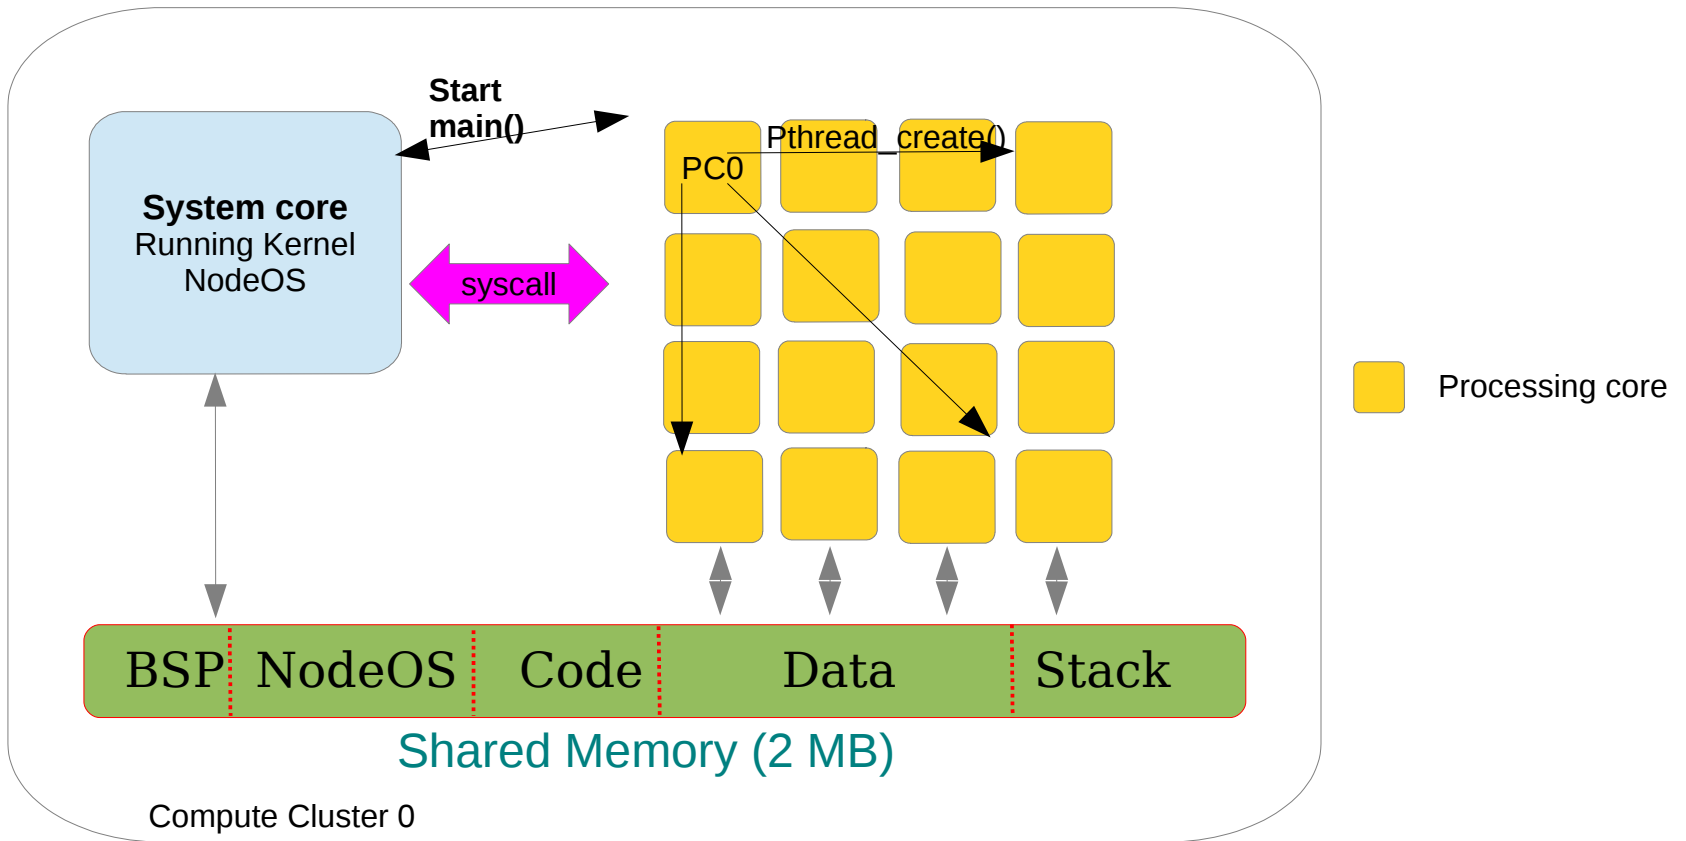 Start
main()
Pthread_create()
PC0
System core
Running Kernel
NodeOS
syscall
Processing core
BSP NodeOS Code Data Stack
Shared Memory (2 MB)
Compute Cluster 0